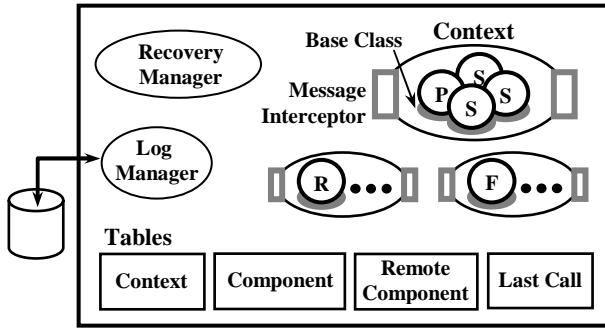 Recovery
Manager
Base Class
Context
Message
Interceptor
P
S
S
S
Log
Manager
R
F
Tables
Context
Component
Remote
Component
Last Call